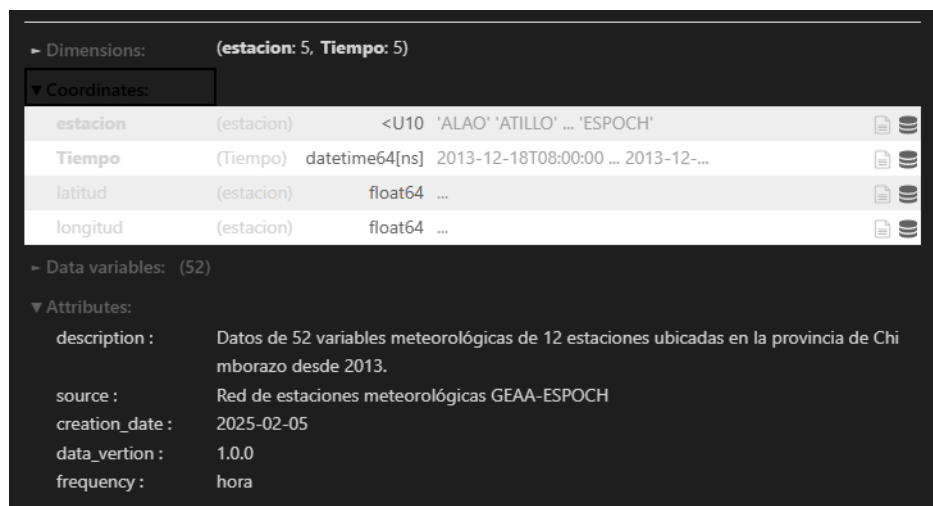 ► Dimensions: (estacion: 5, Tiempo: 5)
▼ Coordinates:
estacion (estacion) <U10 'ALAO' 'ATILLO' ... 'ESPOCH'
Tiempo (Tiempo) datetime64[ns] 2013-12-18T08:00:00 ... 2013-12-...
latitud (estacion) float64 ...
longitud (estacion) float64 ...
► Data variables: (52)
▼ Attributes:
description : Datos de 52 variables meteorológicas de 12 estaciones ubicadas en la provincia de Chi
mborazo desde 2013.
source : Red de estaciones meteorológicas GEAA-ESPOCH
creation_date : 2025-02-05
data_vertion : 1.0.0
frequency : hora